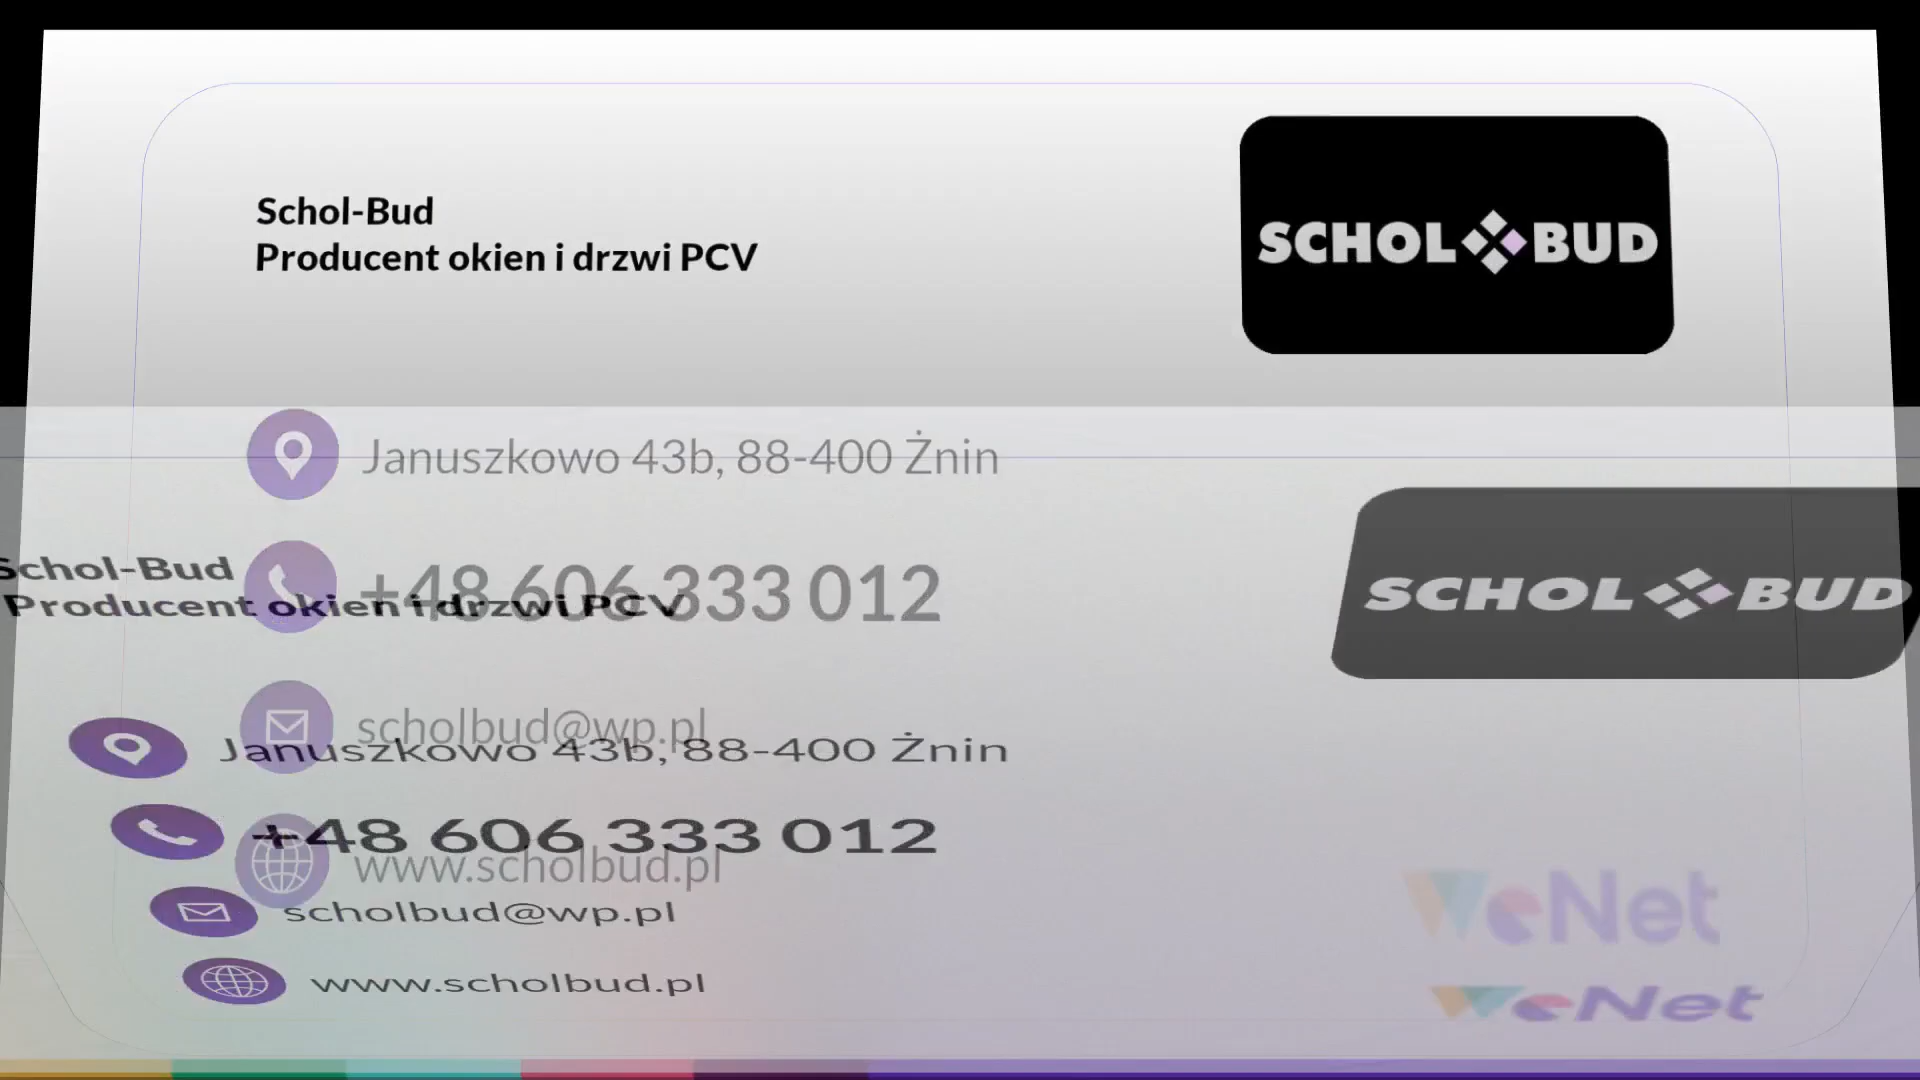 Schol-Bud
Producent okien i drzwi PCV
SCHOL BUD
Januszkowo 43b, 88-400 Żnin
+48 606 333 012
scholbud@wp.pl
www.scholbud.pl
WeNet
Schol-Bud
Producent okien i drzwi PCV
SCHOL BUD
Januszkowo 43b, 88-400 Żnin
+48 606 333 012
scholbud@wp.pl
www.scholbud.pl
WeNet